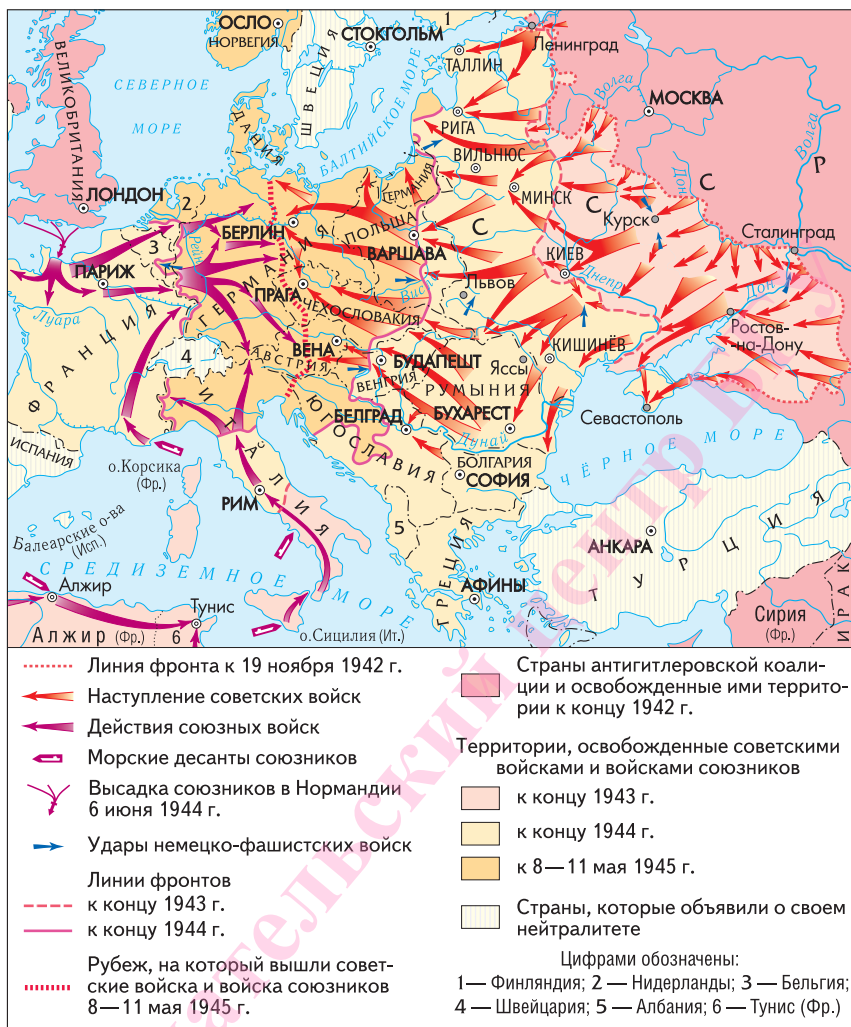 ОСЛО
НОРВЕГИЯ
СТОКГОЛЬМ
ШВЕЦИЯ
1
Ленинград
ТАЛЛИН
СЕВЕРНОЕ
МОРЕ
ВЕЛИКОБРИТАНИЯ
ДАНИЯ
БАЛТИЙСКОЕ МОРЕ
РИГА
Волга
МОСКВА
Волга
ВИЛЬНЮС
ГЕРМАНИЯ
МИНСК
С
С
С
Р
Дон
Курск
ЛОНДОН
2
БЕРЛИН
ПОЛЬША
ВАРШАВА
Сталинград
3
Рейн
ПАРИЖ
ГЕРМАНИЯ
ПРАГА
ЧЕХОСЛОВАКИЯ
Висла
Львов
КИЕВ
Днепр
Дон
Ростов-
на-Дону
Луара
ФРАНЦИЯ
4
ВЕНА
АВСТРИЯ
БУДАПЕШТ
ВЕНГРИЯ
РУМЫНИЯ
Яссы
КИШИНЁВ
Севастополь
БЕЛГРАД
БУХАРЕСТ
Дунай
ИТАЛИЯ
ЮГОСЛАВИЯ
ИСПАНИЯ
о.Корсика
(Фр.)
БОЛГАРИЯ
СОФИЯ
ЧЁРНОЕ МОРЕ
РИМ
Балеарские о-ва
(Исп.)
5
ГРЕЦИЯ
АНКАРА
ТУРЦИЯ
СРЕДИЗЕМНОЕ
МОРЕ
АФИНЫ
Алжир
Тунис
Алжир (Фр.)
6
о.Сицилия (Ит.)
Сирия
(Фр.)
ИРАК
Линия фронта к 19 ноября 1942 г.
Наступление советских войск
Действия союзных войск
Морские десанты союзников
Высадка союзников в Нормандии
6 июня 1944 г.
Удары немецко-фашистских войск
Линии фронтов
к концу 1943 г.
к концу 1944 г.
Рубеж, на который вышли совет-
ские войска и войска союзников
8—11 мая 1945 г.
Страны антигитлеровской коали-
ции и освобожденные ими террито-
рии к концу 1942 г.
Территории, освобожденные советскими
войсками и войсками союзников
к концу 1943 г.
к концу 1944 г.
к 8—11 мая 1945 г.
Страны, которые объявили о своем
нейтралитете
Цифрами обозначены:
1— Финляндия; 2 — Нидерланды; 3 — Бельгия;
4 — Швейцария; 5 — Албания; 6 — Тунис (Фр.)